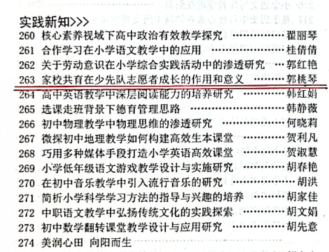 实践新知>>>
260 核心素养视域下高中政治有效教学探究 ………… 翟丽琴
261 合作学习在小学语文教学中的应用 ………… 桂倩倩
262 关于劳动意识在小学综合实践活动中的渗透 ………… 郭红艳
263 家校共育在少先队志愿者成长的作用和意义 ………… 郭桃琴
264 高中英语教学中深层阅读能力的培养研究 ………… 韩红娟
265 选课走班背景下德育管理思路 ………… 韩静薇
266 初中物理教学中物理思维的渗透研究 ………… 何晓莉
267 微探初中地理教学如何构建高效生本课堂 ………… 贺利凡
268 巧用多种媒体手段打造小学英语高效课堂 ………… 贺淑慧
269 小学低年级语文游戏教学设计与实施研究 ………… 胡春艳
270 在初中音乐教学中引入流行音乐的研究 ………… 胡洪
271 简析小学科学学习方法的指导与兴趣的培养 ………… 胡家佳
272 中职语文教学中弘扬传统文化的实践探索 ………… 胡文娟
273 初中数学翻转课堂教学设计与应用研究 ………… 胡先意
274 美润心田 向阳而生